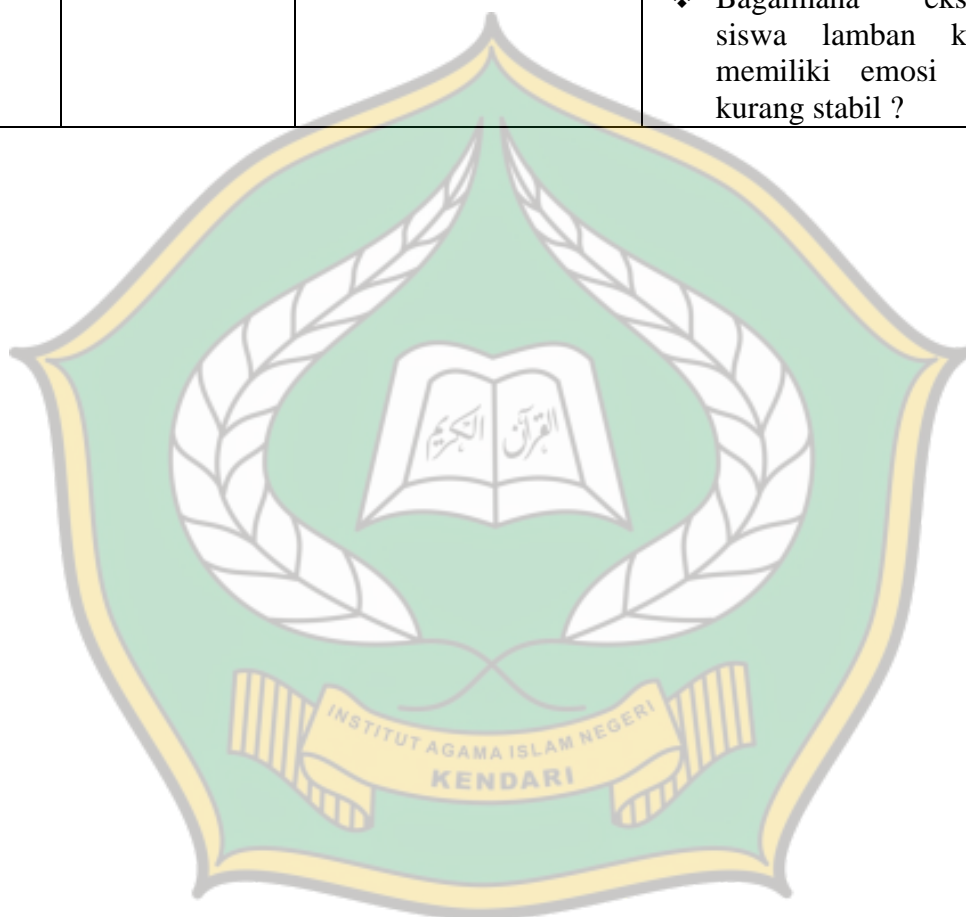 siswa lamban
memiliki emosi
kurang stabil ?
القرآن الكريم
INSTITUT AGAMA ISLAM NEGERI
KENDARI